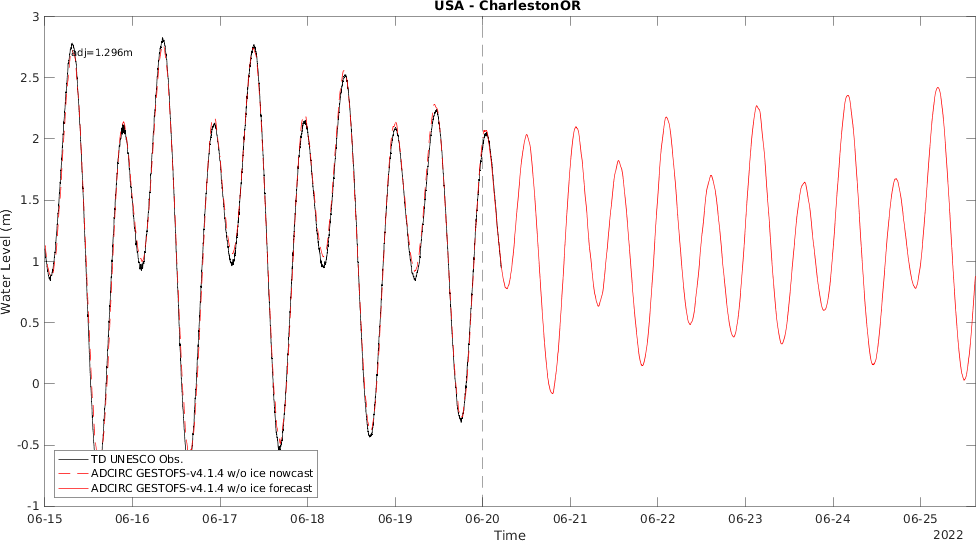 USA - CharlestonOR
adj=1.296m
3
2.5
2
1.5
1
0.5
0
-0.5
-1
Water Level (m)
TD UNESCO Obs.
ADCIRC GESTOFS-v4.1.4 w/o ice nowcast
ADCIRC GESTOFS-v4.1.4 w/o ice forecast
06-15 06-16 06-17 06-18 06-19 06-20 06-21 06-22 06-23 06-24 06-25
Time
2022